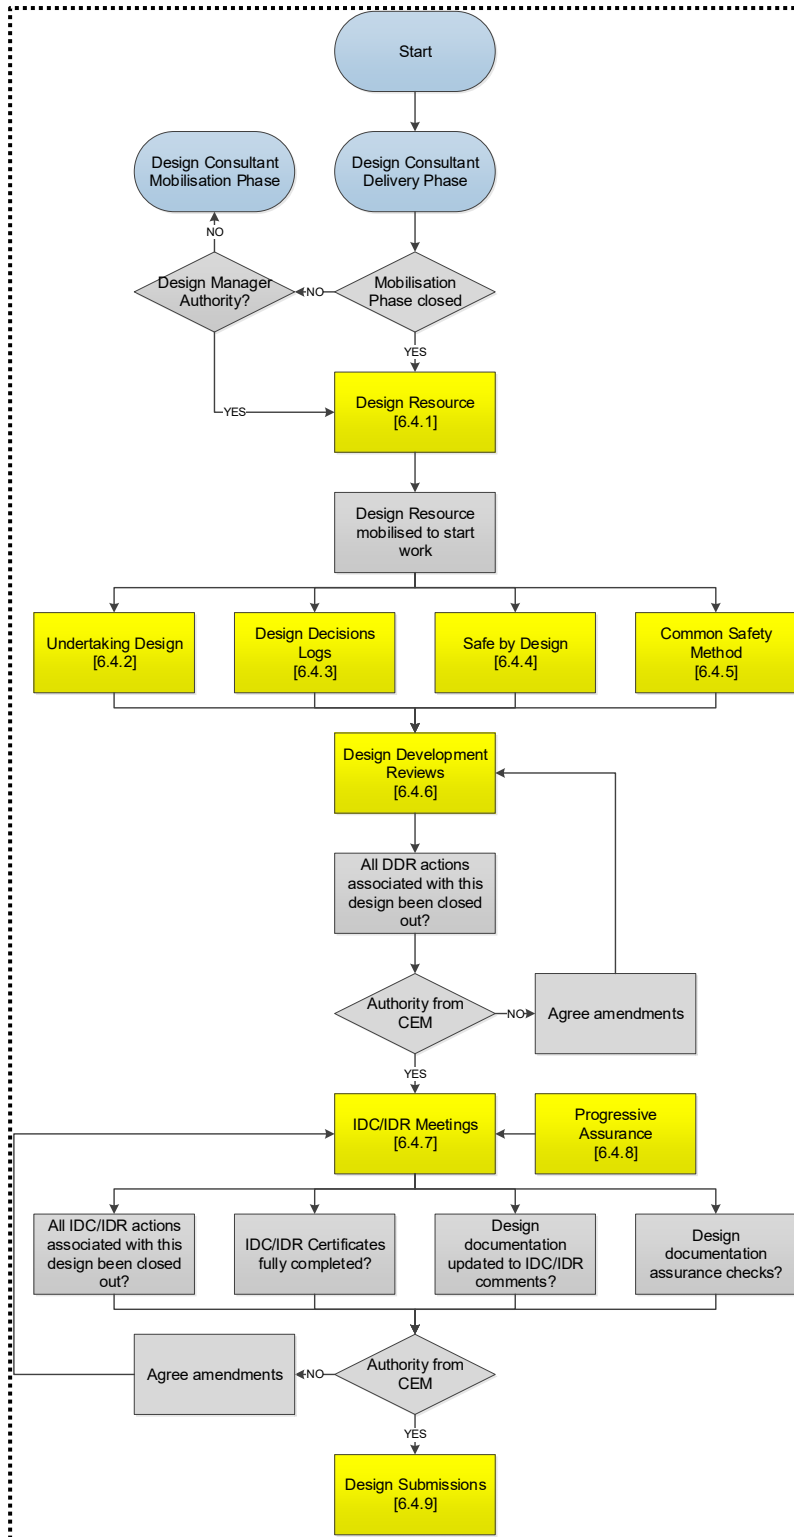 Start
Design Consultant
Mobilisation Phase
Design Consultant
Delivery Phase
NO
Design Manager
Authority?
NO
Mobilisation
Phase closed
YES
YES
Design Resource
[6.4.1]
Design Resource
mobilised to start
work
Undertaking Design
[6.4.2]
Design Decisions
Logs
[6.4.3]
Safe by Design
[6.4.4]
Common Safety
Method
[6.4.5]
Design Development
Reviews
[6.4.6]
All DDR actions
associated with this
design been closed
out?
Authority from
CEM
NO
Agree amendments
YES
IDC/IDR Meetings
[6.4.7]
Progressive
Assurance
[6.4.8]
All IDC/IDR actions
associated with this
design been closed
out?
IDC/IDR Certificates
fully completed?
Design
documentation
updated to IDC/IDR
comments?
Design
documentation
assurance checks?
Agree amendments
NO
Authority from
CEM
YES
Design Submissions
[6.4.9]